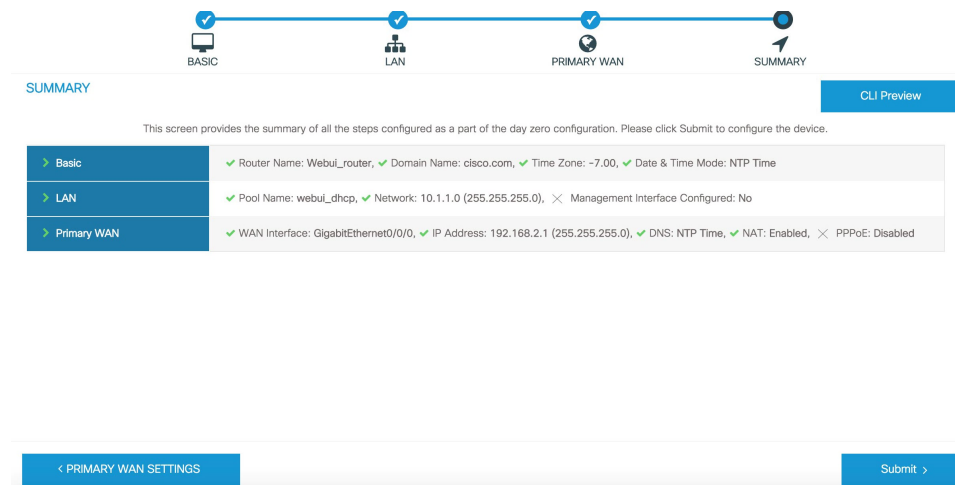 BASIC
LAN
PRIMARY WAN
SUMMARY
SUMMARY
CLI Preview
This screen provides the summary of all the steps configured as a part of the day zero configuration. Please click Submit to configure the device.
> Basic
✔ Router Name: Webui_router, ✔ Domain Name: cisco.com, ✔ Time Zone: -7.00, ✔ Date & Time Mode: NTP Time
> LAN
✔ Pool Name: webui_dhcp, ✔ Network: 10.1.1.0 (255.255.255.0), ✕ Management Interface Configured: No
> Primary WAN
✔ WAN Interface: GigabitEthernet0/0/0, ✔ IP Address: 192.168.2.1 (255.255.255.0), ✔ DNS: NTP Time, ✔ NAT: Enabled, ✕ PPPoE: Disabled
< PRIMARY WAN SETTINGS
Submit >